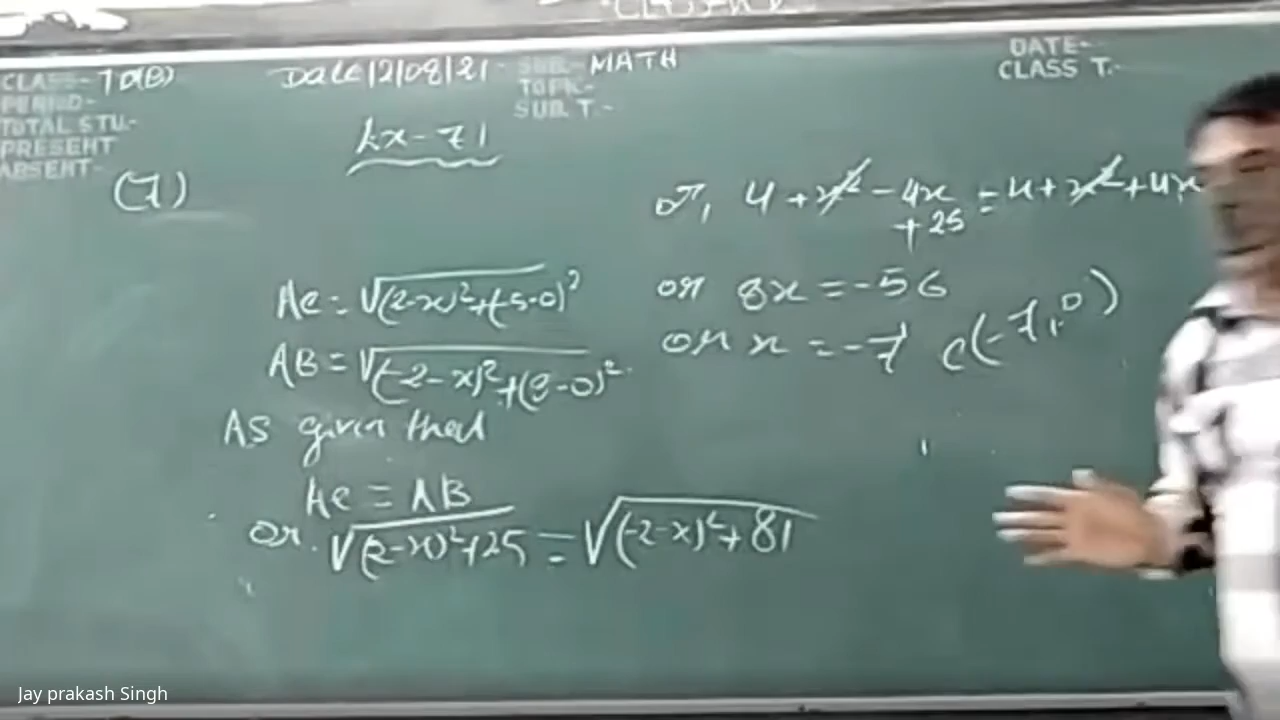 CLASS- 10(B)
PERIOD-
TOTAL STU.-
PRESENT
ABSENT-
Date 12/08/21
SUB.- MATH
TOPIC-
SUB T.-
DATE-
CLASS T.-
Ex-7.1
(7)
AC = √(2-x)²+(-5-0)²
AB = √(-2-x)²+(9-0)²
As given that
AC = AB
or √(2-x)²+25 = √(-2-x)²+81
or, 4+x²-4x+25 = 4+x²+4x
or 8x = -56
or x = -7 c(-7,0)
Jay prakash Singh